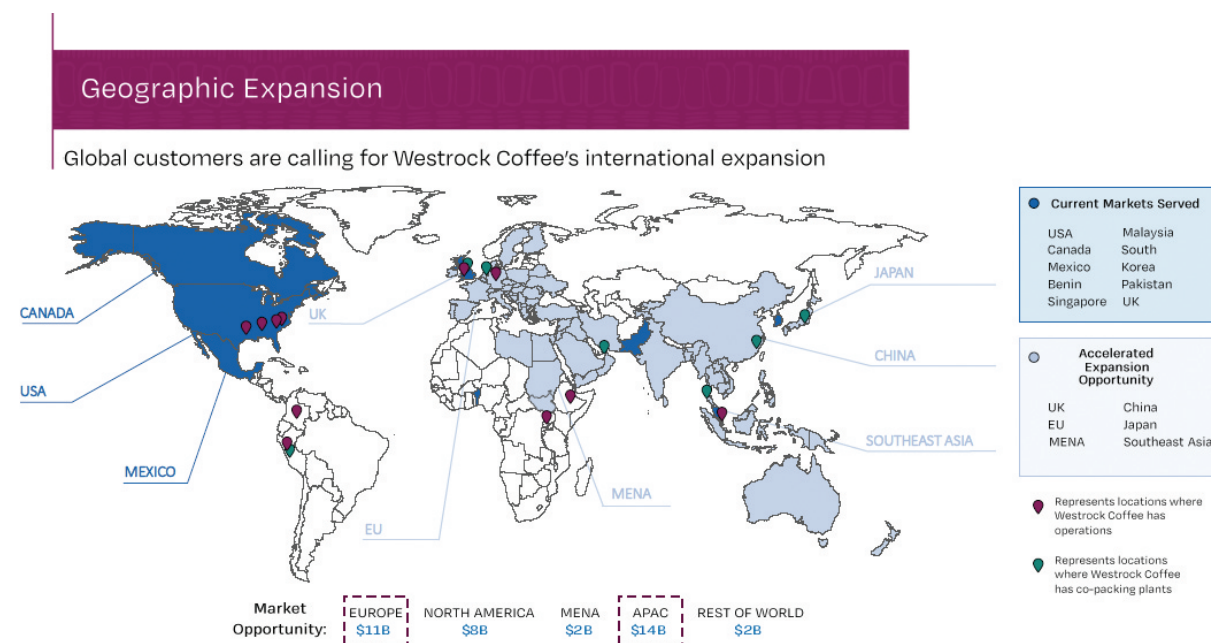 Geographic Expansion
Global customers are calling for Westrock Coffee's international expansion
CANADA
USA
MEXICO
UK
EU
MENA
JAPAN
CHINA
SOUTHEAST ASIA
Current Markets Served
USA Malaysia
Canada South
Mexico Korea
Benin Pakistan
Singapore UK
Accelerated
Expansion
Opportunity
UK China
EU Japan
MENA Southeast Asia
Represents locations where
Westrock Coffee has
operations
Represents locations
where Westrock Coffee
has co-packing plants
Market EUROPE NORTH AMERICA MENA APAC REST OF WORLD
Opportunity: $11B $8B $2B $14B $2B